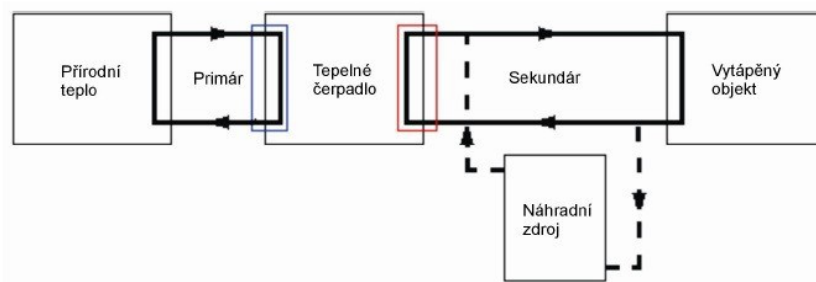 Přírodní
teplo
Primár
Tepelné
čerpadlo
Sekundár
Vytápěný
objekt
Náhradní
zdroj